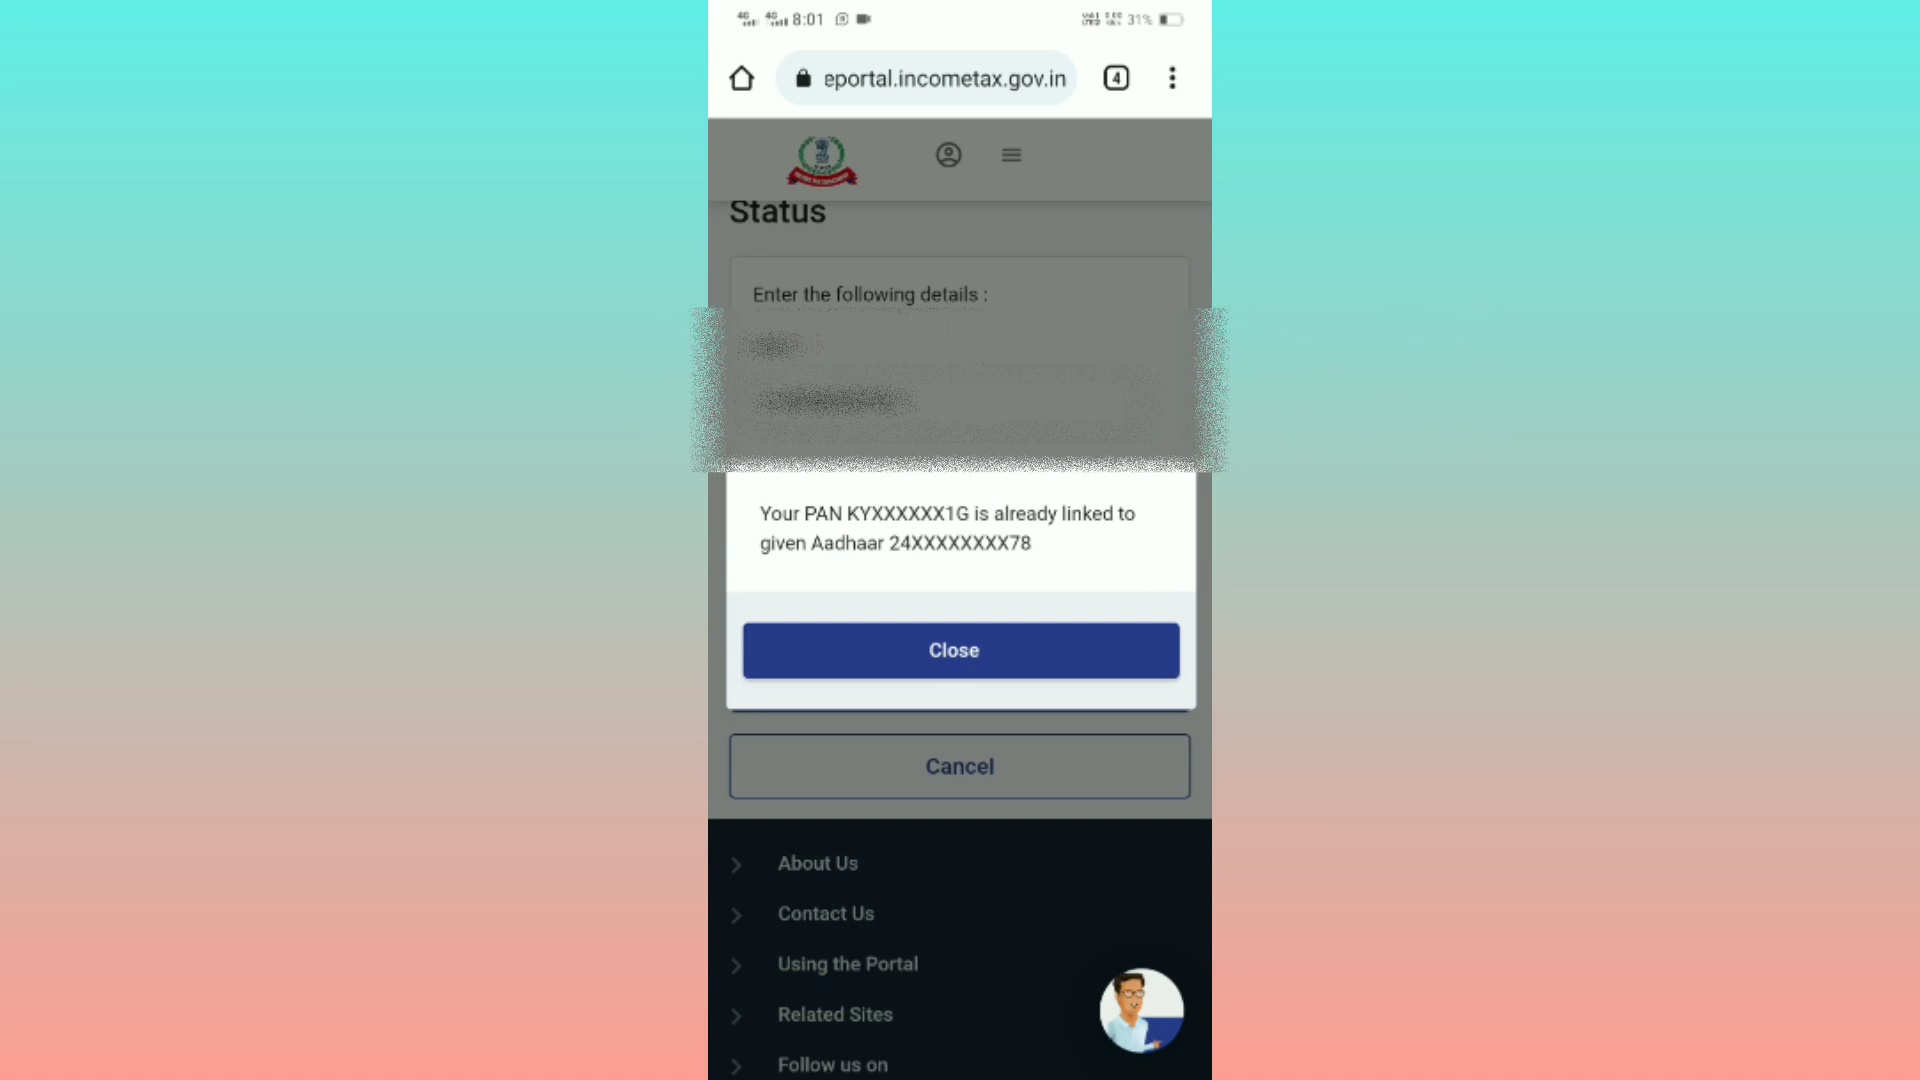 8:01
31%
eportal.incometax.gov.in
4
Status
Enter the following details :
Your PAN KYXXXXXX1G is already linked to
given Aadhaar 24XXXXXXXX78
Close
Cancel
About Us
Contact Us
Using the Portal
Related Sites
Follow us on